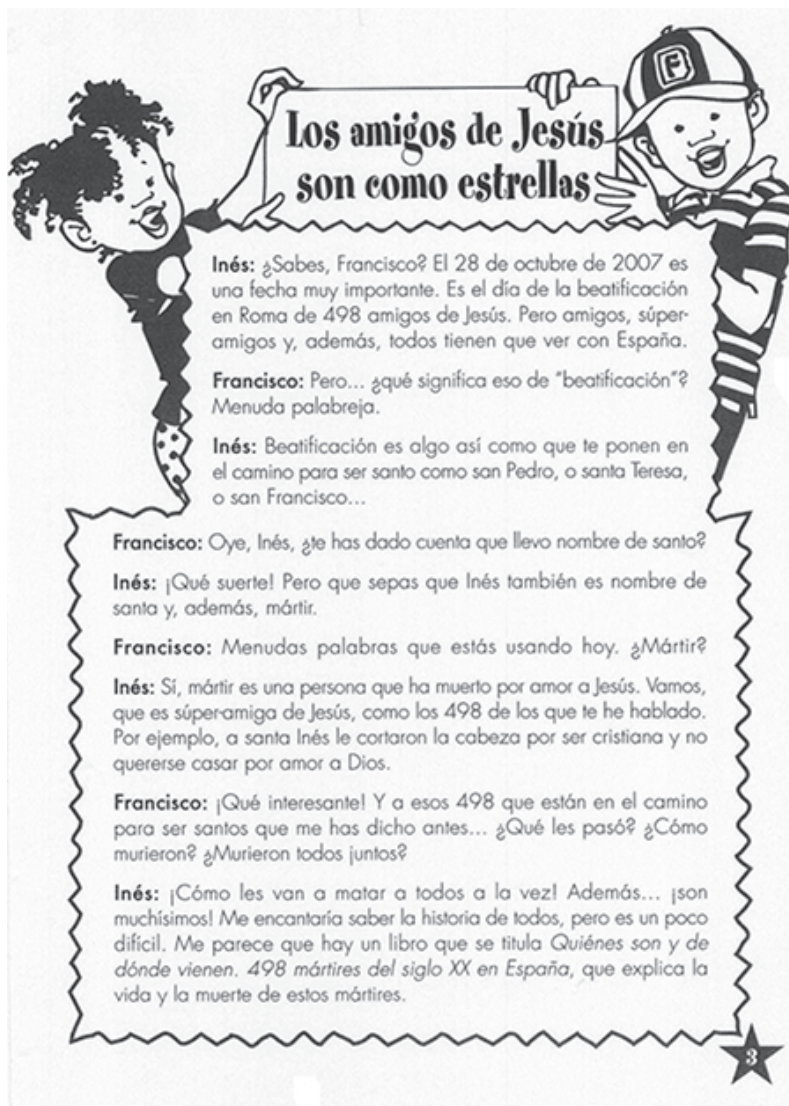 F
Los amigos de Jesús
son como estrellas
Inés: ¿Sabes, Francisco? El 28 de octubre de 2007 es
una fecha muy importante. Es el día de la beatificación
en Roma de 498 amigos de Jesús. Pero amigos, súper-
amigos y, además, todos tienen que ver con España.
Francisco: Pero... ¿qué significa eso de "beatificación"?
Menuda palabreja.
Inés: Beatificación es algo así como que te ponen en
el camino para ser santo como san Pedro, o santa Teresa,
o san Francisco...
Francisco: Oye, Inés, ¿te has dado cuenta que llevo nombre de santo?
Inés: ¡Qué suerte! Pero que sepas que Inés también es nombre de
santa y, además, mártir.
Francisco: Menudas palabras que estás usando hoy. ¿Mártir?
Inés: Sí, mártir es una persona que ha muerto por amor a Jesús. Vamos,
que es súper-amiga de Jesús, como los 498 de los que te he hablado.
Por ejemplo, a santa Inés le cortaron la cabeza por ser cristiana y no
quererse casar por amor a Dios.
Francisco: ¡Qué interesante! Y a esos 498 que están en el camino
para ser santos que me has dicho antes... ¿Qué les pasó? ¿Cómo
murieron? ¿Murieron todos juntos?
Inés: ¡Cómo les van a matar a todos a la vez! Además... ¡son
muchísimos! Me encantaría saber la historia de todos, pero es un poco
difícil. Me parece que hay un libro que se titula Quiénes son y de
dónde vienen. 498 mártires del siglo XX en España, que explica la
vida y la muerte de estos mártires.
3